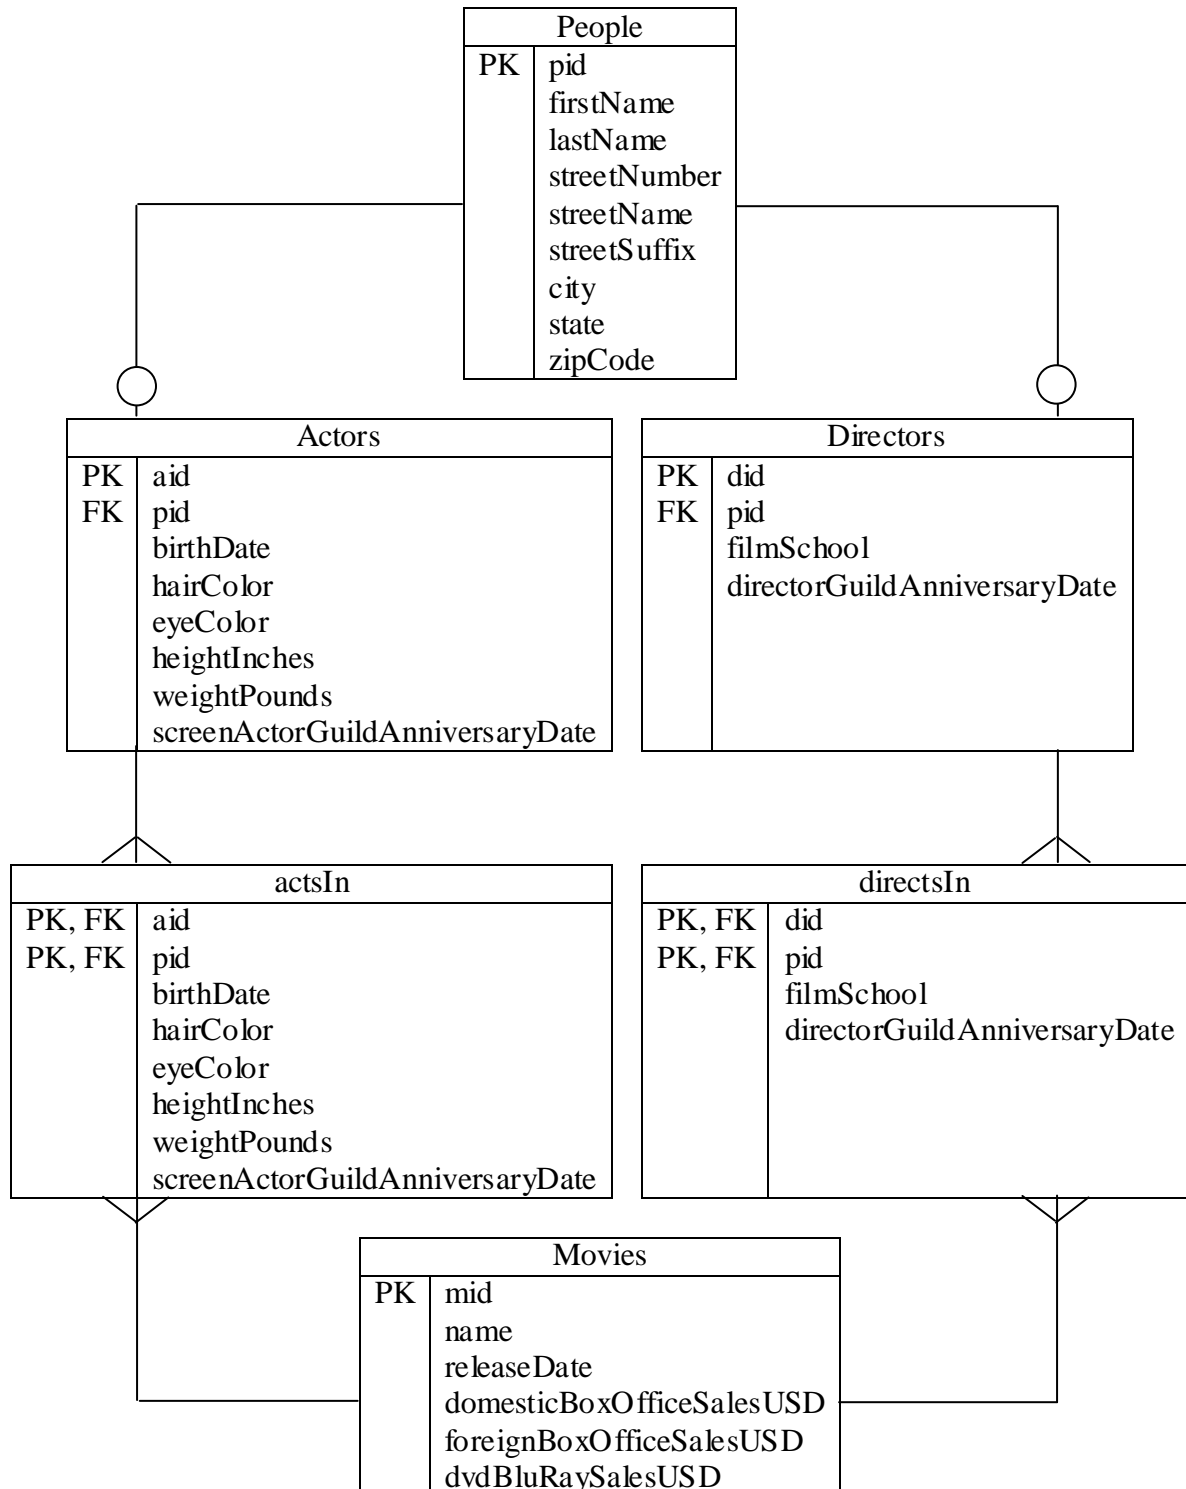 People
PK pid
firstName
lastName
streetNumber
streetName
streetSuffix
city
state
zipCode
Actors
PK aid
FK pid
birthDate
hairColor
eyeColor
heightInches
weightPounds
screenActorGuildAnniversaryDate
Directors
PK did
FK pid
filmSchool
directorGuildAnniversaryDate
actsIn
PK, FK aid
PK, FK pid
birthDate
hairColor
eyeColor
heightInches
weightPounds
screenActorGuildAnniversaryDate
directsIn
PK, FK did
PK, FK pid
filmSchool
directorGuildAnniversaryDate
Movies
PK mid
name
releaseDate
domesticBoxOfficeSalesUSD
foreignBoxOfficeSalesUSD
dvdBluRaySalesUSD